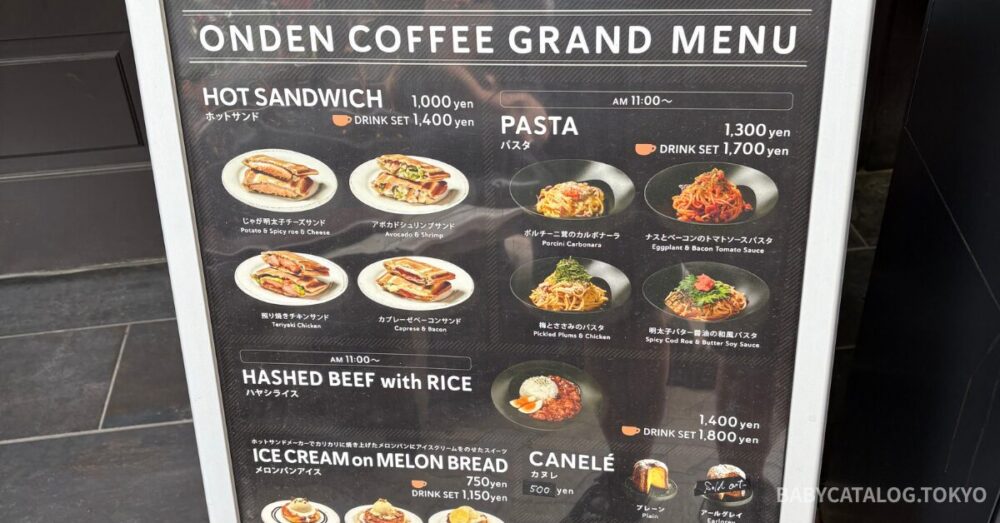 ONDEN COFFEE GRAND MENU
HOT SANDWICH 1,000 yen
ホットサンド
DRINK SET 1,400 yen
じゃが明太子チーズサンド
Potato & Spicy roe & Cheese
アボカドシュリンプサンド
Avocado & Shrimp
照り焼きチキンサンド
Teriyaki Chicken
カプレーゼベーコンサンド
Caprese & Bacon
AM 11:00〜
PASTA 1,300 yen
パスタ
DRINK SET 1,700 yen
ポルチーニ茸のカルボナーラ
Porcini Carbonara
ナスとベーコンのトマトソースパスタ
Eggplant & Bacon Tomato Sauce
梅とささみのパスタ
Pickled Plums & Chicken
明太子バター醤油の和風パスタ
Spicy Cod Roe & Butter Soy Sauce
AM 11:00〜
HASHED BEEF with RICE
ハヤシライス
1,400 yen
DRINK SET 1,800 yen
ホットサンドメーカーでカリカリに焼き上げたメロンパンにアイスクリームをのせたスイーツ
ICE CREAM on MELON BREAD
メロンパンアイス
750 yen
DRINK SET 1,150 yen
CANELÉ
カヌレ
500 yen
プレーン
Plain
Sold out
アールグレイ
Earlgrey
BABYCATALOG.TOKYO